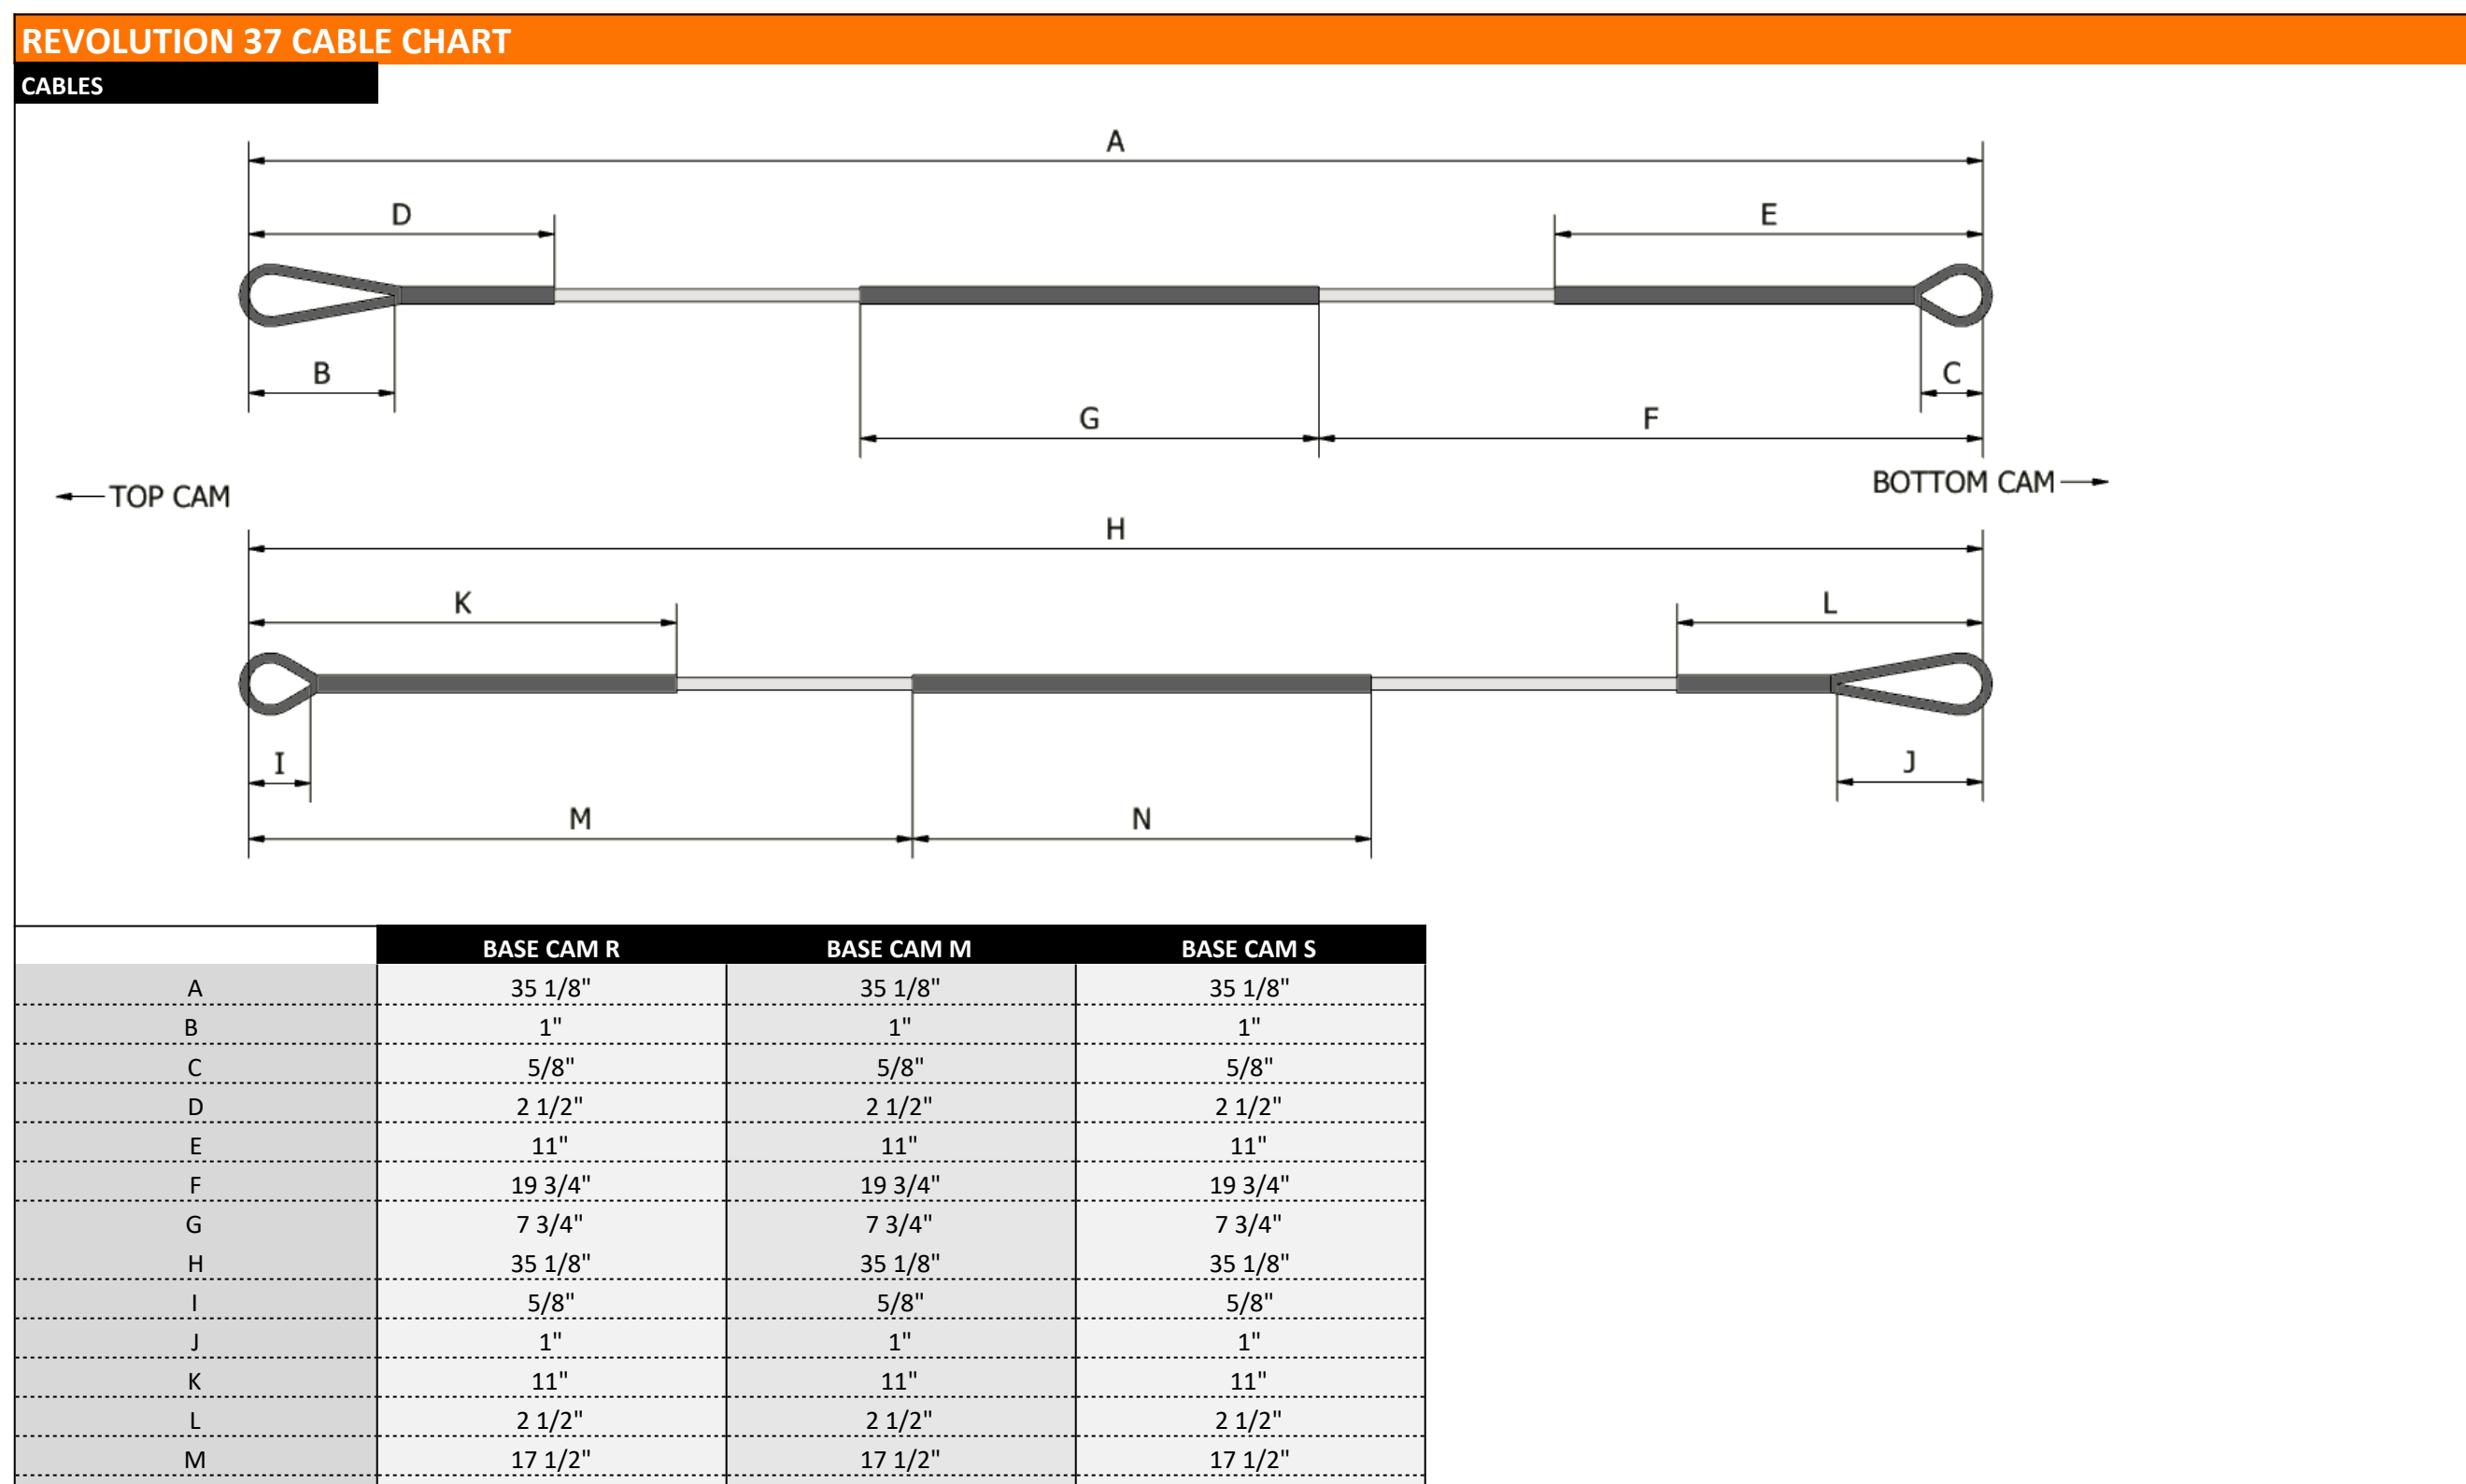 REVOLUTION 37 CABLE CHART
CABLES
A
D
E
B
C
G
F
TOP CAM
BOTTOM CAM
H
K
L
I
J
M
N
BASE CAM R BASE CAM M BASE CAM S
A 35 1/8" 35 1/8" 35 1/8"
B 1" 1" 1"
C 5/8" 5/8" 5/8"
D 2 1/2" 2 1/2" 2 1/2"
E 11" 11" 11"
F 19 3/4" 19 3/4" 19 3/4"
G 7 3/4" 7 3/4" 7 3/4"
H 35 1/8" 35 1/8" 35 1/8"
I 5/8" 5/8" 5/8"
J 1" 1" 1"
K 11" 11" 11"
L 2 1/2" 2 1/2" 2 1/2"
M 17 1/2" 17 1/2" 17 1/2"